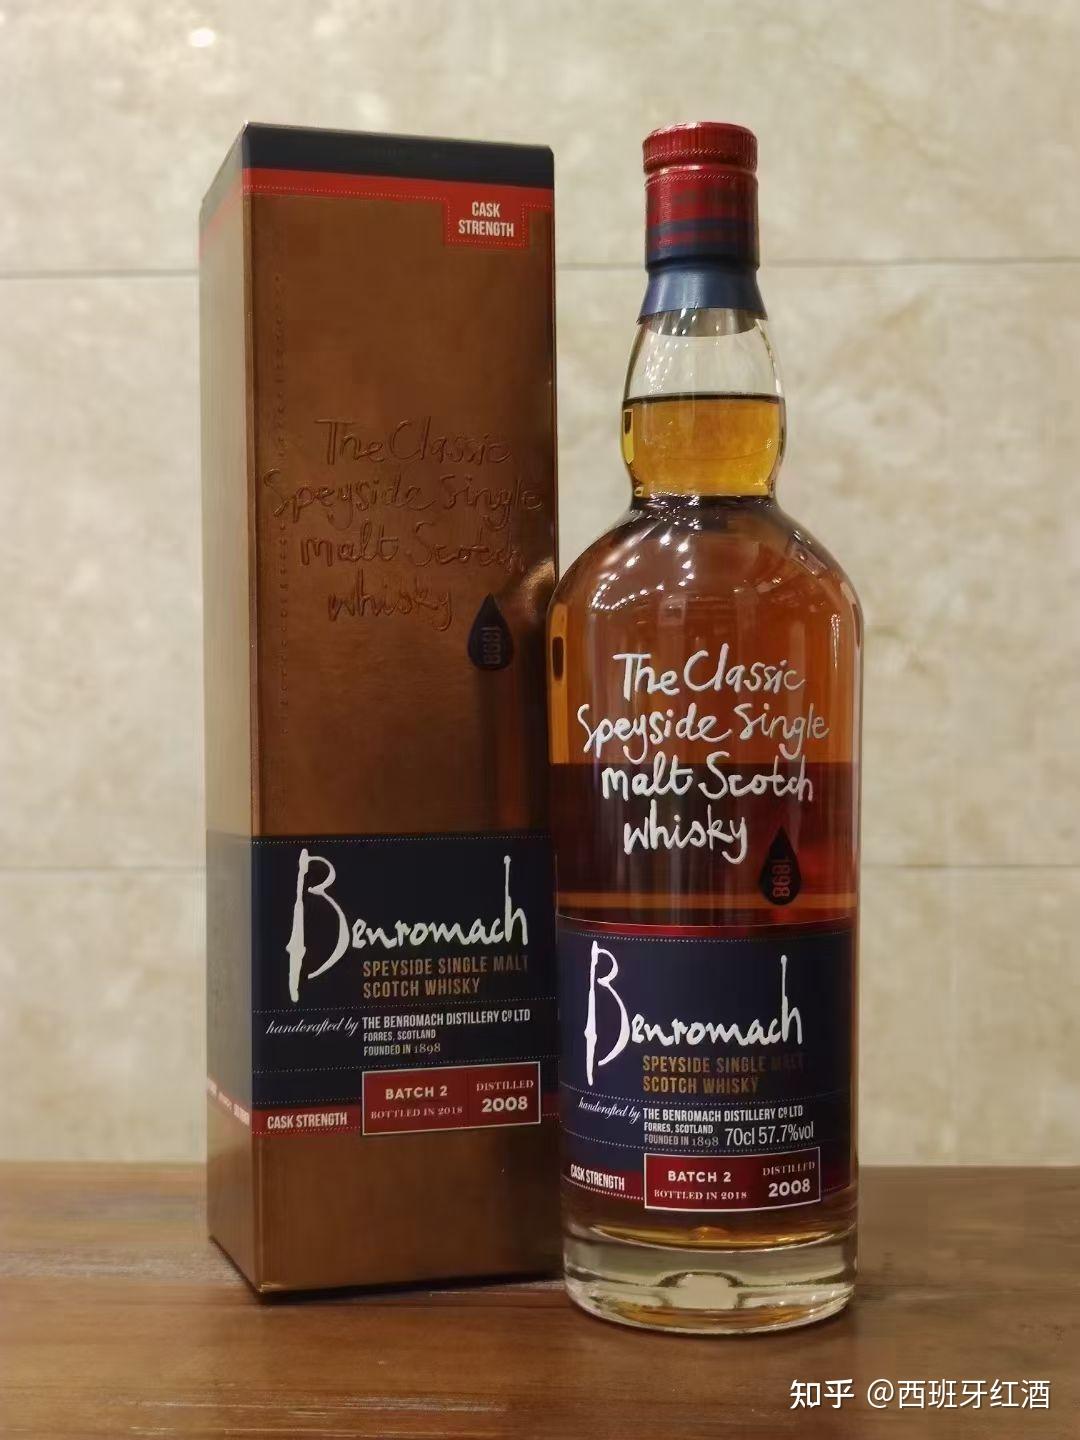 CASK
STRENGTH
The Classic
Speyside Single
Malt Scotch
Whisky
1898
Benromach
SPEYSIDE SINGLE MALT
SCOTCH WHISKY
handcrafted by THE BENROMACH DISTILLERY Cº LTD
FORRES, SCOTLAND
FOUNDED IN 1898
CASK STRENGTH
BATCH 2
BOTTLED IN 2018
DISTILLED
2008
The Classic
Speyside Single
Malt Scotch
Whisky
1898
Benromach
SPEYSIDE SINGLE MALT
SCOTCH WHISKY
handcrafted by THE BENROMACH DISTILLERY Cº LTD
FORRES, SCOTLAND
FOUNDED IN 1898 70cl 57.7%vol
CASK STRENGTH
BATCH 2
BOTTLED IN 2018
DISTILLED
2008
知乎 @西班牙红酒